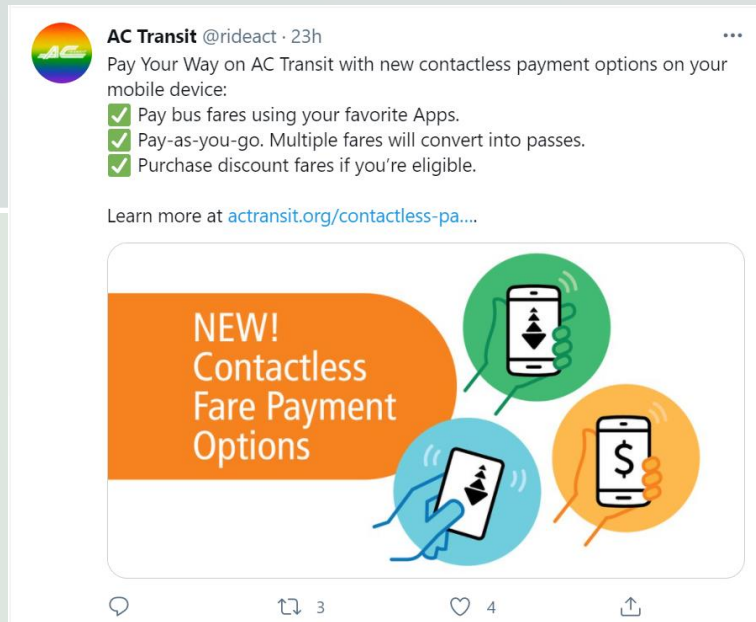 AC Transit @rideact · 23h
Pay Your Way on AC Transit with new contactless payment options on your
mobile device:
✅ Pay bus fares using your favorite Apps.
✅ Pay-as-you-go. Multiple fares will convert into passes.
✅ Purchase discount fares if you’re eligible.
Learn more at actransit.org/contactless-pa....
NEW!
Contactless
Fare Payment
Options
$
3
4